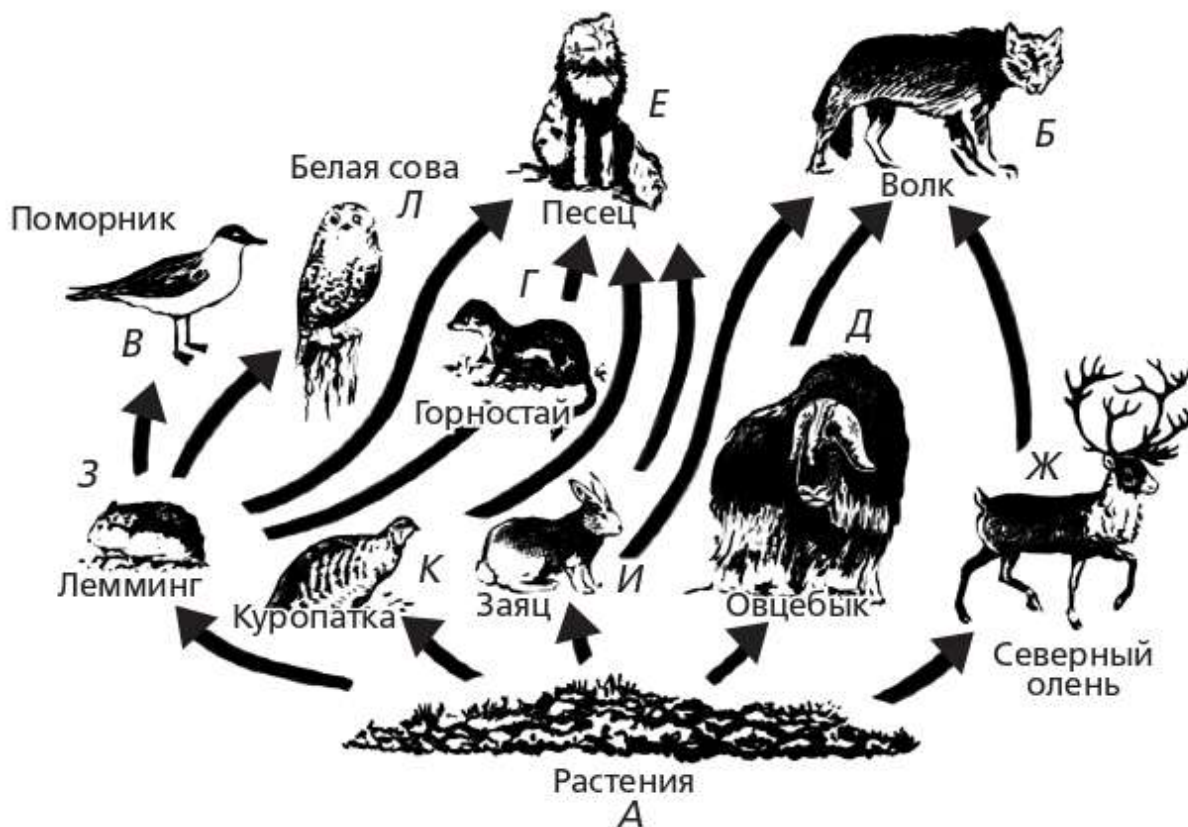 Е
Б
Белая сова
Л
Волк
Песец
Поморник
Г
В
Д
Горностай
З
Ж
К
И
Лемминг
Куропатка
Заяц
Овцебык
Северный
олень
Растения
А